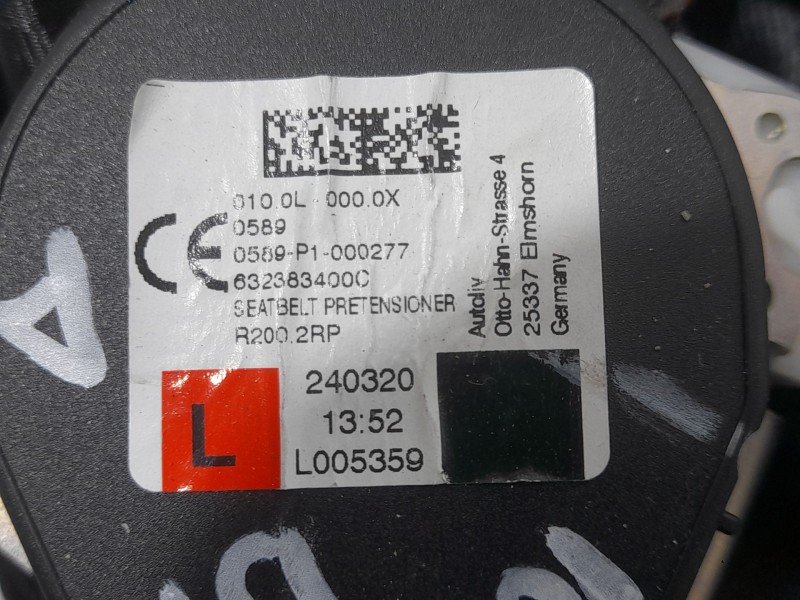 010.0L-000.0X
0589
0589-P1-000277
632383400C
SEATBELT PRETENSIONER
R200.2RP
CE
Autoliv
Otto-Hahn-Strasse 4
25337 Elmshorn
Germany
L
240320
13:52
L005359
A